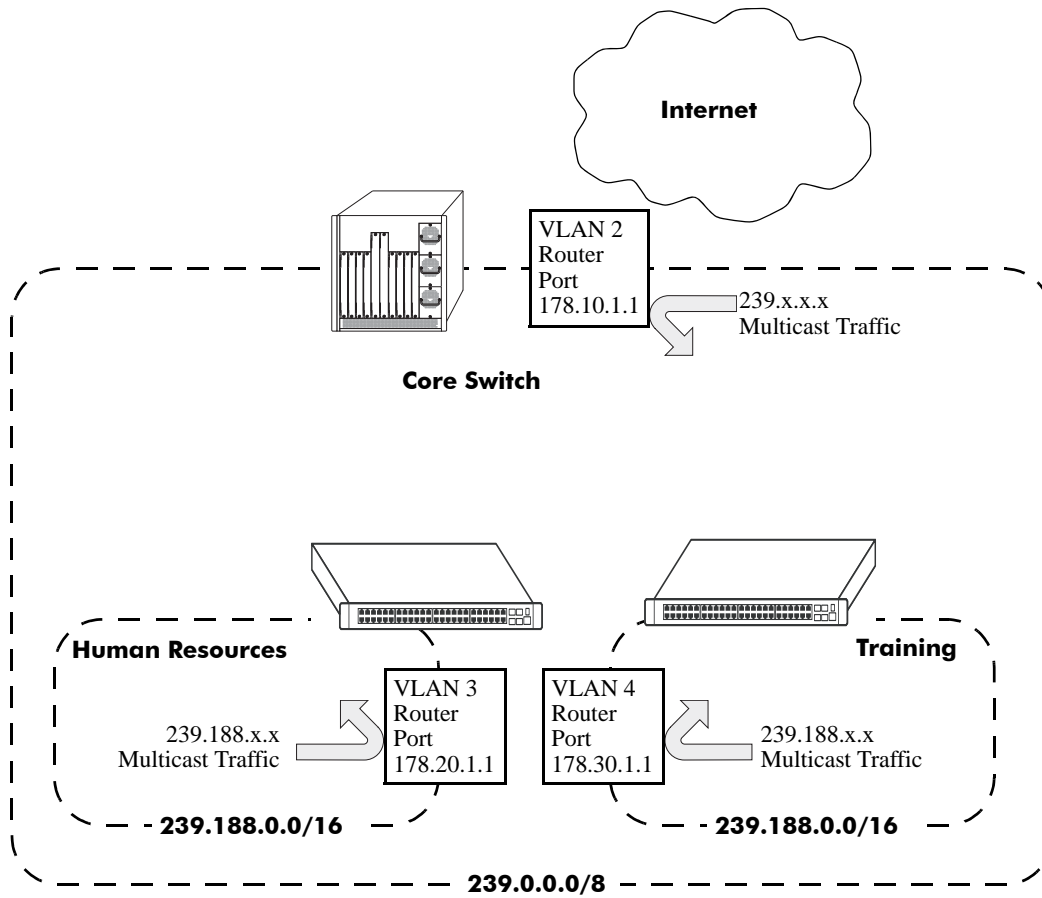 Internet
VLAN 2
Router
Port
178.10.1.1
239.x.x.x
Multicast Traffic
Core Switch
Human Resources
Training
VLAN 3
Router
Port
178.20.1.1
VLAN 4
Router
Port
178.30.1.1
239.188.x.x
Multicast Traffic
239.188.x.x
Multicast Traffic
239.188.0.0/16
239.188.0.0/16
239.0.0.0/8